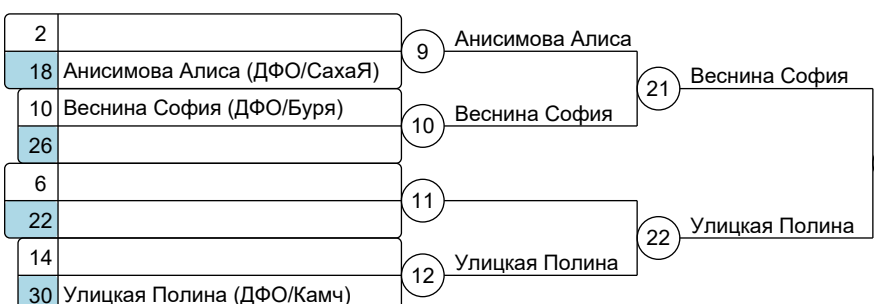 2
18 Анисимова Алиса (ДФО/СахаЯ)
10 Веснина София (ДФО/Буря)
26
6
22
14
30 Улицкая Полина (ДФО/Камч)
9
Анисимова Алиса
10
Веснина София
11
12
Улицкая Полина
21
Веснина София
22
Улицкая Полина